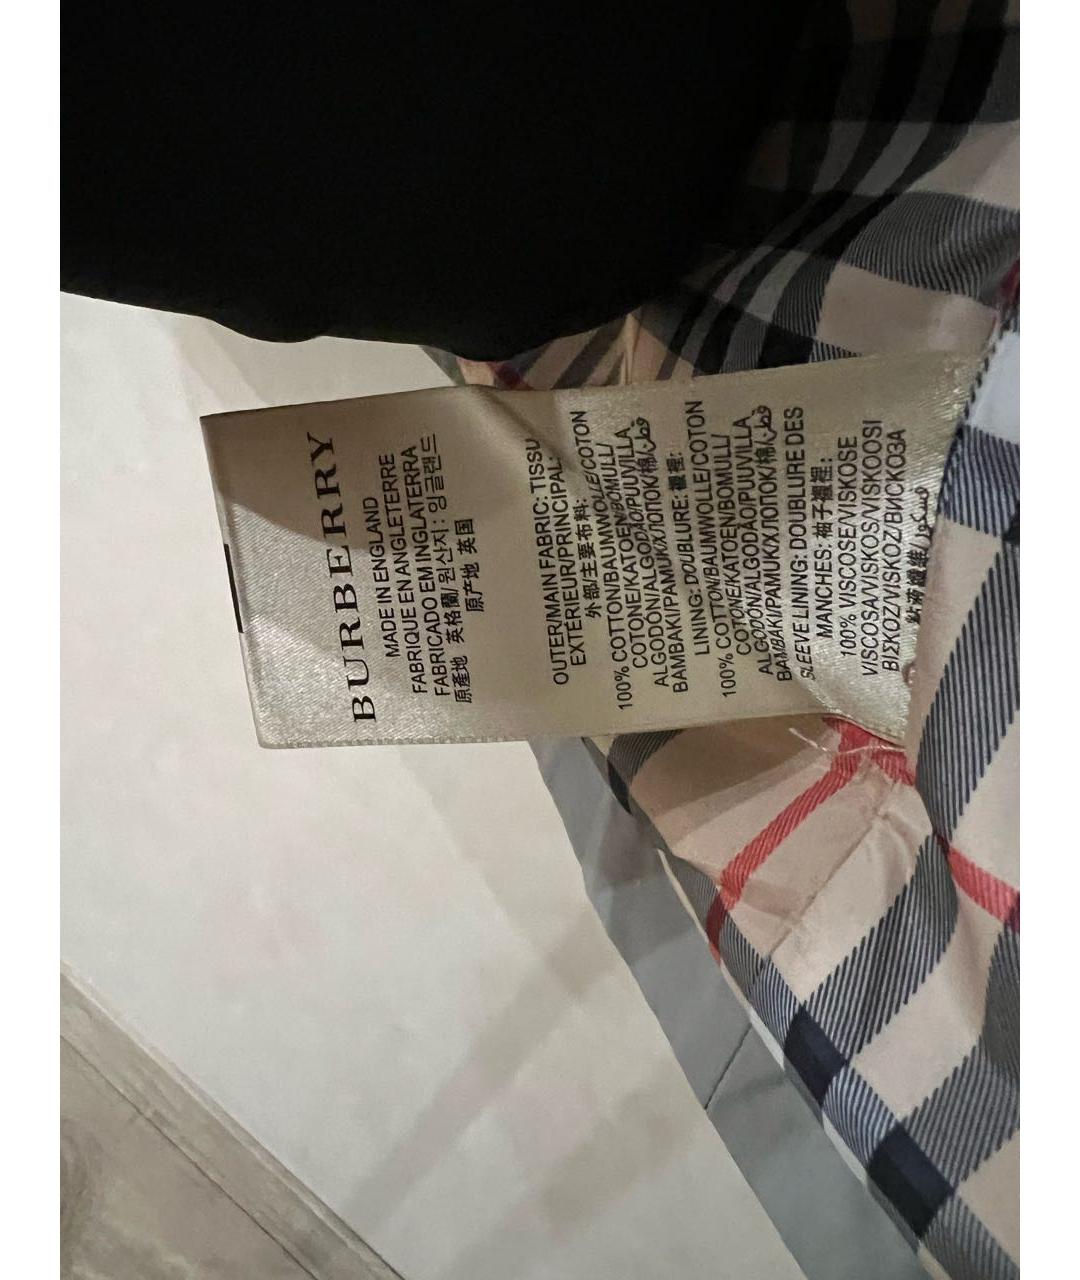 BURBERRY
MADE IN ENGLAND
FABRIQUE EN ANGLETERRE
FABRICADO EM INGLATERRA
原産地 英格蘭/ 원산지: 잉글랜드
原产地 英国
OUTER/MAIN FABRIC: TISSU
EXTÉRIEUR/PRINCIPAL:
外部/主要布料:
100% COTTON/BAUMWOLLE/COTON
COTONE/KATOEN/BOMULL/
ALGODON/ALGODÃO/PUUVILLA
BAMBAKI/PAMUK/ХЛОПОК/棉/قطن
LINING: DOUBLURE: 襯裡:
100% COTTON/BAUMWOLLE/COTON
COTONE/KATOEN/BOMULL/
ALGODON/ALGODÃO/PUUVILLA
BAMBAKI/PAMUK/ХЛОПОК/棉/قطن
SLEEVE LINING: DOUBLURE DES
MANCHES: 袖子襯裡:
100% VISCOSE/VISKOSE
VISCOSA/VISKOS/VISKOOSI
ΒΙΣΚΟΖ/VISKOZ/ВИСКОЗА